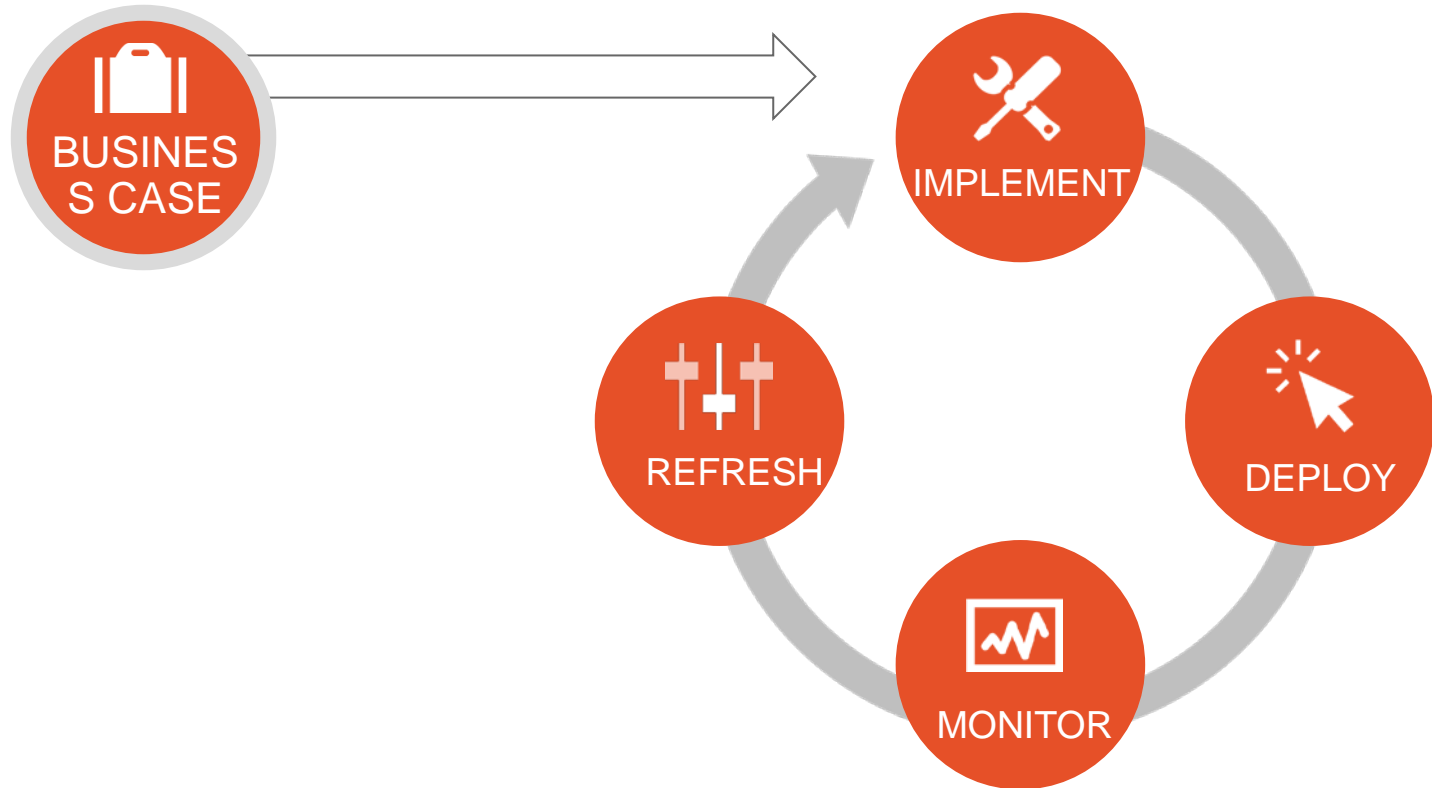 BUSINES
S CASE
IMPLEMENT
REFRESH
DEPLOY
MONITOR